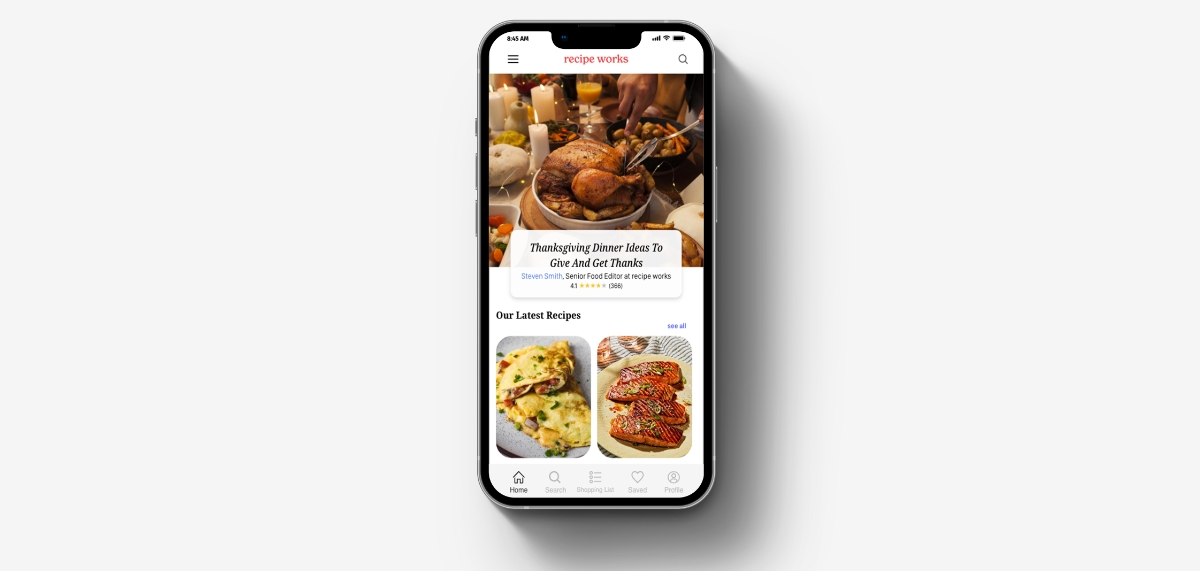 8:45 AM
recipe works
Thanksgiving Dinner Ideas To
Give And Get Thanks
Steven Smith, Senior Food Editor at recipe works
4.1 ★★★★★ (366)
Our Latest Recipes
see all
Home Search Shopping List Saved Profile